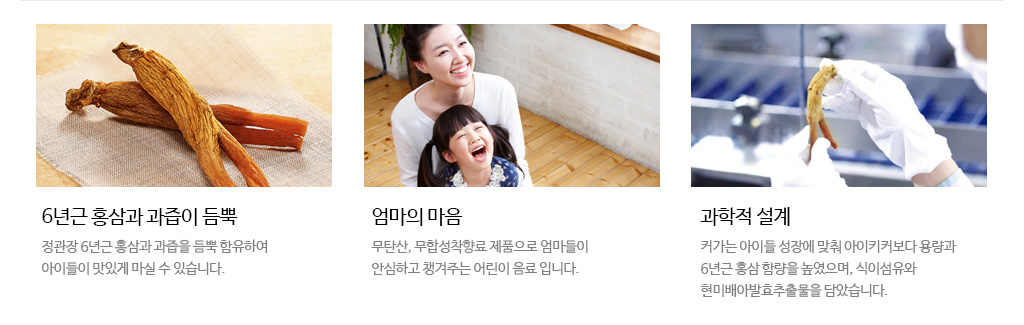 6년근 홍삼과 과즙이 듬뿍
정관장 6년근 홍삼과 과즙을 듬뿍 함유하여
아이들이 맛있게 마실 수 있습니다.
엄마의 마음
무탄산, 무합성착향료 제품으로 엄마들이
안심하고 챙겨주는 어린이 음료 입니다.
과학적 설계
커가는 아이들 성장에 맞춰 아이키커보다 용량과
6년근 홍삼 함량을 높였으며, 식이섬유와
현미배아발효추출물을 담았습니다.